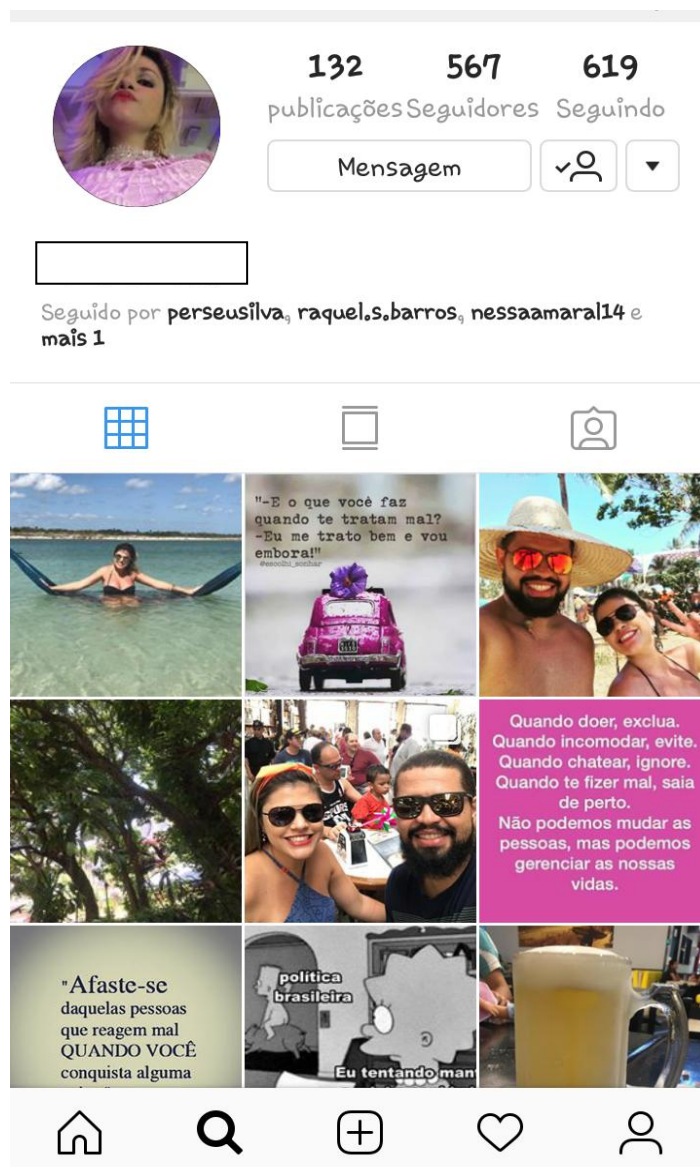 132 567 619
publicações Seguidores Seguindo
Mensagem
Seguido por perseusilva, raquel.s.barros, nessaamaral14 e
mais 1
"-E o que você faz
quando te tratam mal?
-Eu me trato bem e vou
embora!"
@escolhi_sonhar
Quando doer, exclua.
Quando incomodar, evite.
Quando chatear, ignore.
Quando te fizer mal, saia
de perto.
Não podemos mudar as
pessoas, mas podemos
gerenciar as nossas
vidas.
"Afaste-se
daquelas pessoas
que reagem mal
QUANDO VOCÊ
conquista alguma
política
brasileira
Eu tentando man